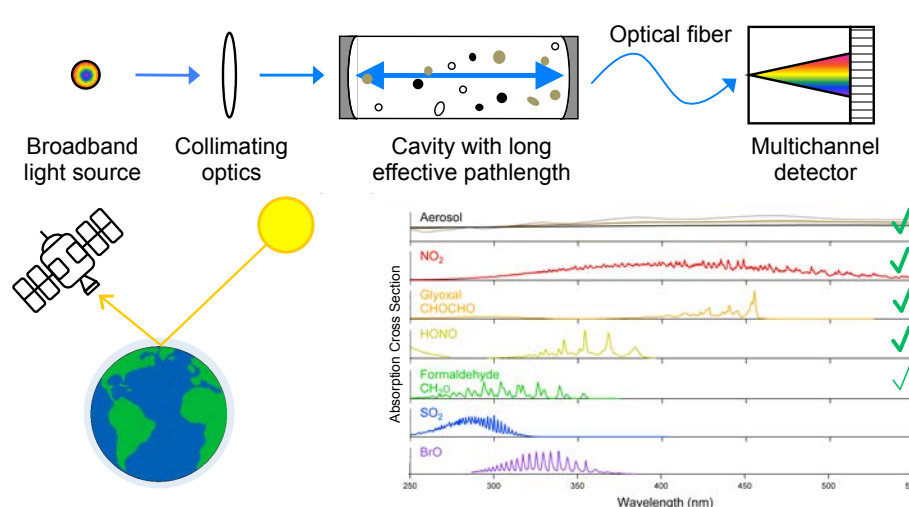 Optical fiber
Broadband
light source
Collimating
optics
Cavity with long
effective pathlength
Multichannel
detector
Absorption Cross Section
Aerosol
NO₂
Glyoxal
CHOCHO
HONO
Formaldehyde
CH₂O
SO₂
BrO
250 300 350 400 450 500
Wavelength (nm)